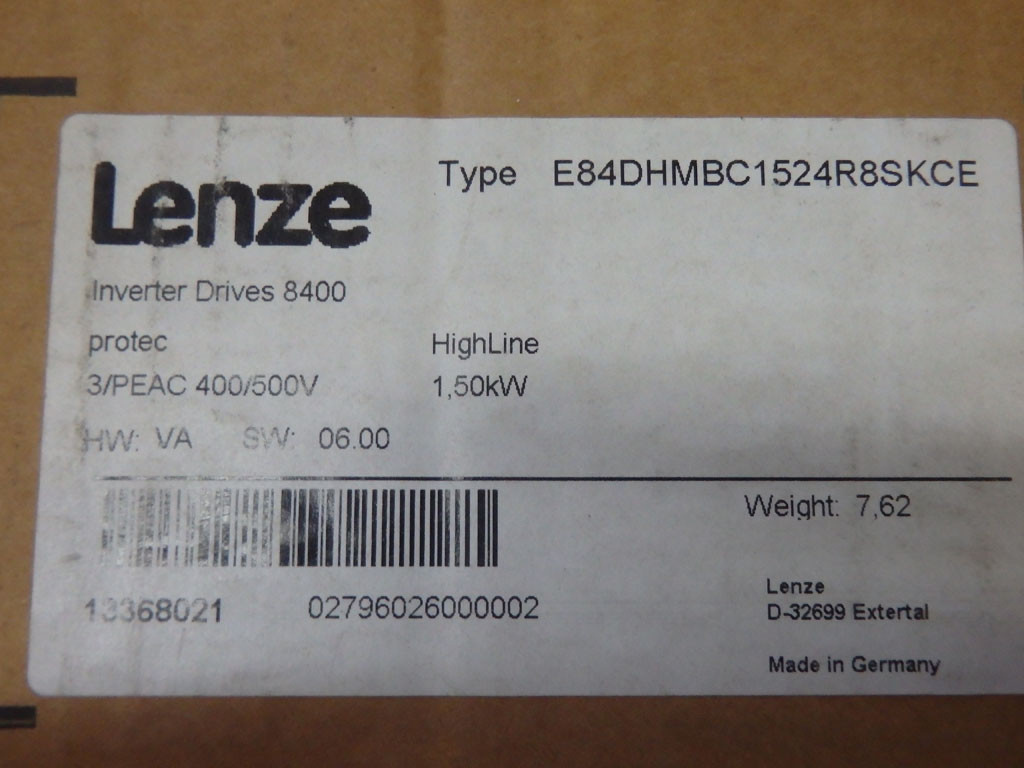 Lenze
Type E84DHMBC1524R8SKCE
Inverter Drives 8400
protec HighLine
3/PEAC 400/500V 1,50kW
HW: VA SW: 06.00
Weight: 7,62
13368021 02796026000002
Lenze
D-32699 Extertal
Made in Germany